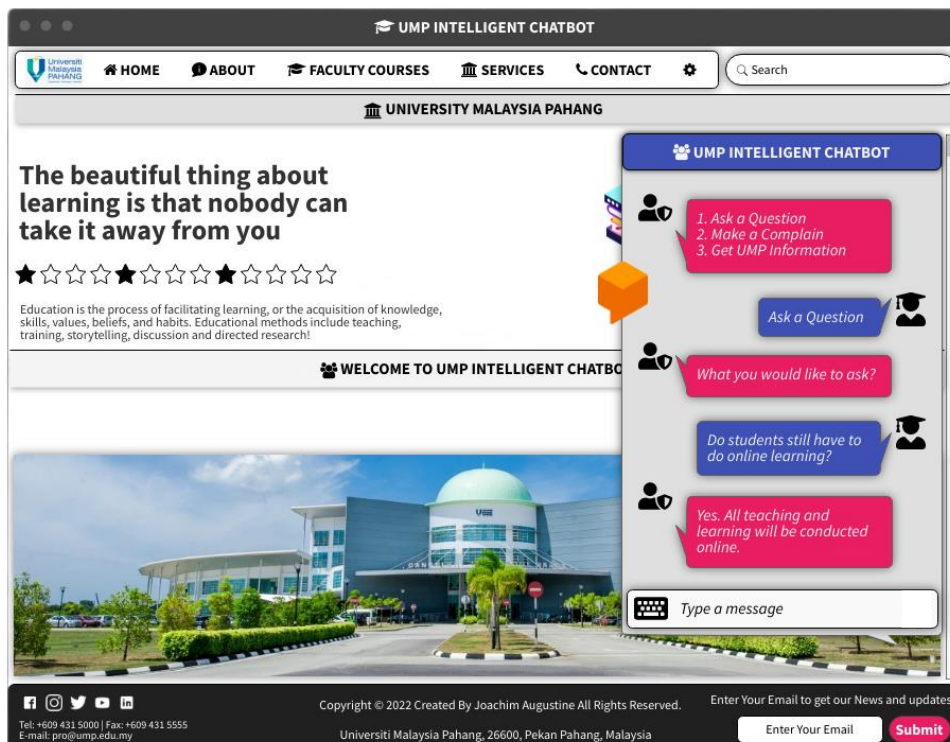 UMP INTELLIGENT CHATBOT
Universiti
Malaysia
PAHANG
HOME
ABOUT
FACULTY COURSES
SERVICES
CONTACT
Search
UNIVERSITY MALAYSIA PAHANG
The beautiful thing about
learning is that nobody can
take it away from you
Education is the process of facilitating learning, or the acquisition of knowledge,
skills, values, beliefs, and habits. Educational methods include teaching,
training, storytelling, discussion and directed research!
WELCOME TO UMP INTELLIGENT CHATBO
UMP INTELLIGENT CHATBOT
1. Ask a Question
2. Make a Complain
3. Get UMP Information
Ask a Question
What you would like to ask?
Do students still have to
do online learning?
Yes. All teaching and
learning will be conducted
online.
Type a message
Tel: +609 431 5000 | Fax: +609 431 5555
E-mail: pro@ump.edu.my
Copyright © 2022 Created By Joachim Augustine All Rights Reserved.
Universiti Malaysia Pahang, 26600, Pekan Pahang, Malaysia
Enter Your Email to get our News and updates
Enter Your Email
Submit